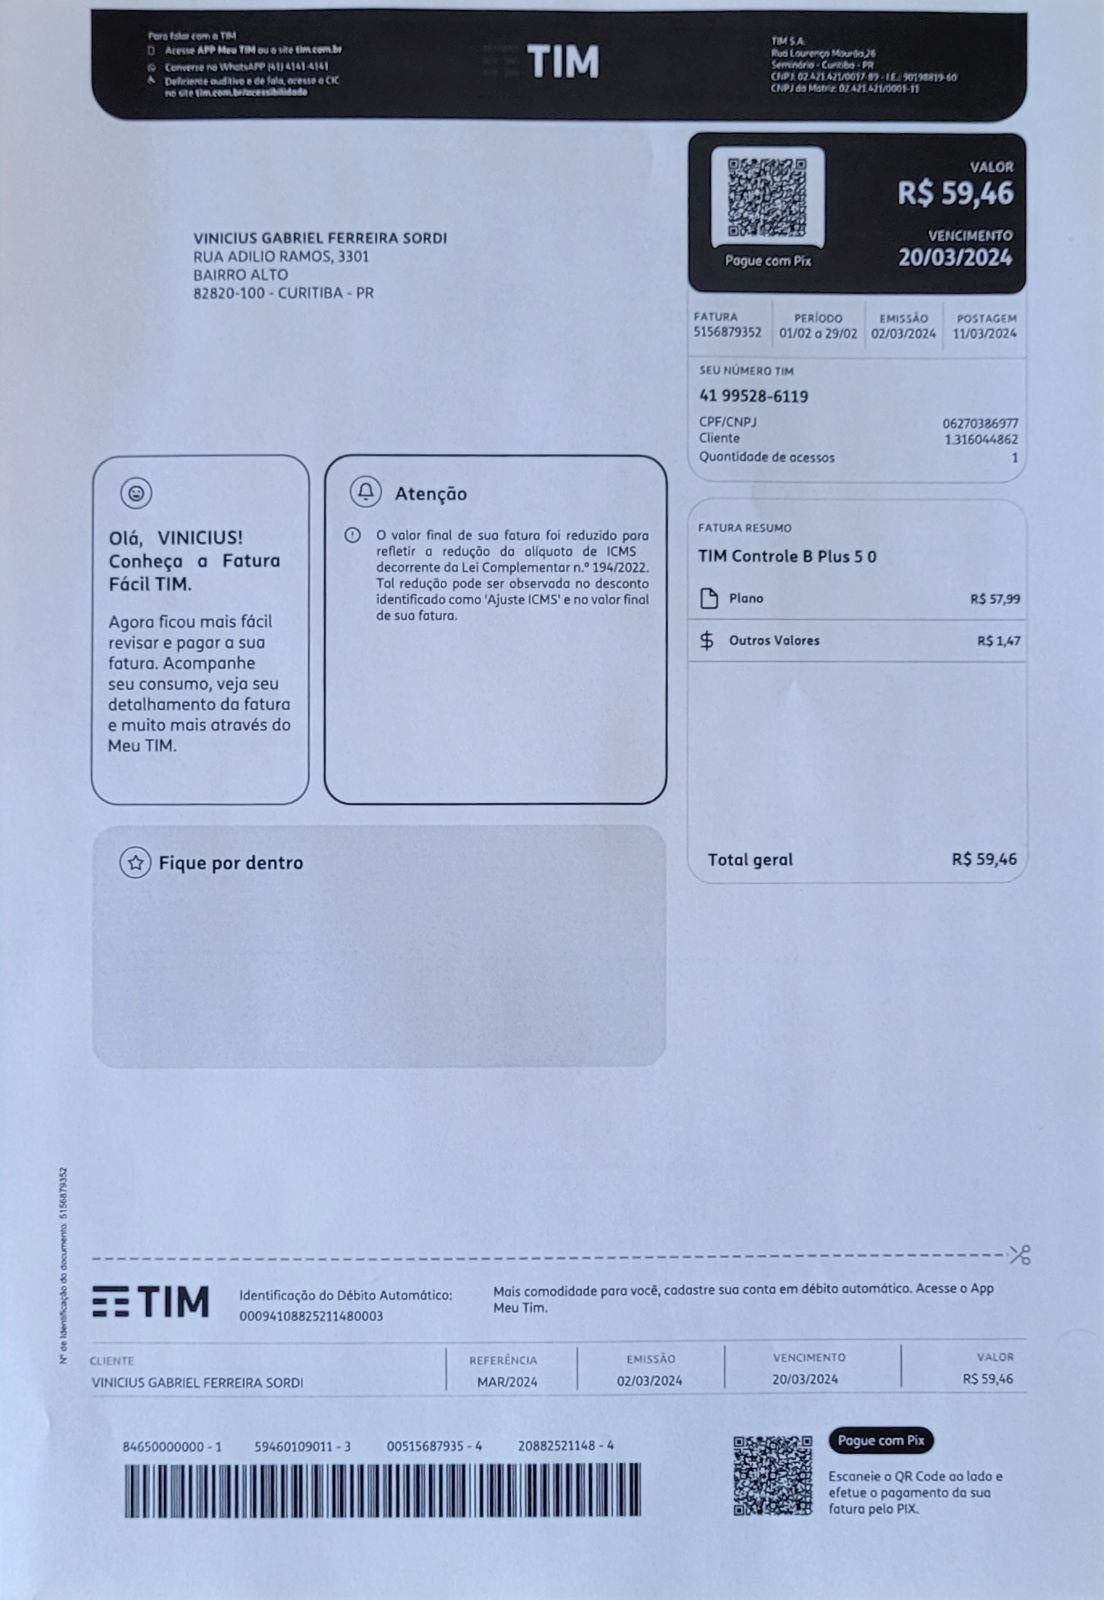 Para falar com a TIM
Acesse APP Meu TIM ou o site tim.com.br
Converse no WhatsAPP (41) 4141-4141
Deficiente auditivo e de fala, acesse a CIC
no site tim.com.br/acessibilidade
TIM
TIM S.A.
Rua Lourenço Mourão,26
Seminário - Curitiba - PR
CNPJ: 02.421.421/0017-89 - I.E.: 90198819-60
CNPJ da Matriz: 02.421.421/0001-11
VALOR
R$ 59,46
VENCIMENTO
20/03/2024
Pague com Pix
VINICIUS GABRIEL FERREIRA SORDI
RUA ADILIO RAMOS, 3301
BAIRRO ALTO
82820-100 - CURITIBA - PR
FATURA PERÍODO EMISSÃO POSTAGEM
5156879352 01/02 a 29/02 02/03/2024 11/03/2024
SEU NÚMERO TIM
41 99528-6119
CPF/CNPJ 06270386977
Cliente 1.316044862
Quantidade de acessos 1
Olá, VINICIUS!
Conheça a Fatura
Fácil TIM.
Agora ficou mais fácil
revisar e pagar a sua
fatura. Acompanhe
seu consumo, veja seu
detalhamento da fatura
e muito mais através do
Meu TIM.
Atenção
O valor final de sua fatura foi reduzido para
refletir a redução da alíquota de ICMS
decorrente da Lei Complementar n.º 194/2022.
Tal redução pode ser observada no desconto
identificado como 'Ajuste ICMS' e no valor final
de sua fatura.
FATURA RESUMO
TIM Controle B Plus 5 0
Plano R$ 57,99
$ Outros Valores R$ 1,47
Total geral R$ 59,46
Fique por dentro
Nº de Identificação do documento: 5156879352
TIM
Identificação do Débito Automático:
00094108825211480003
Mais comodidade para você, cadastre sua conta em débito automático. Acesse o App
Meu Tim.
CLIENTE REFERÊNCIA EMISSÃO VENCIMENTO VALOR
VINICIUS GABRIEL FERREIRA SORDI MAR/2024 02/03/2024 20/03/2024 R$ 59,46
84650000000 - 1 59460109011 - 3 00515687935 - 4 20882521148 - 4
Pague com Pix
Escaneie o QR Code ao lado e
efetue o pagamento da sua
fatura pelo PIX.